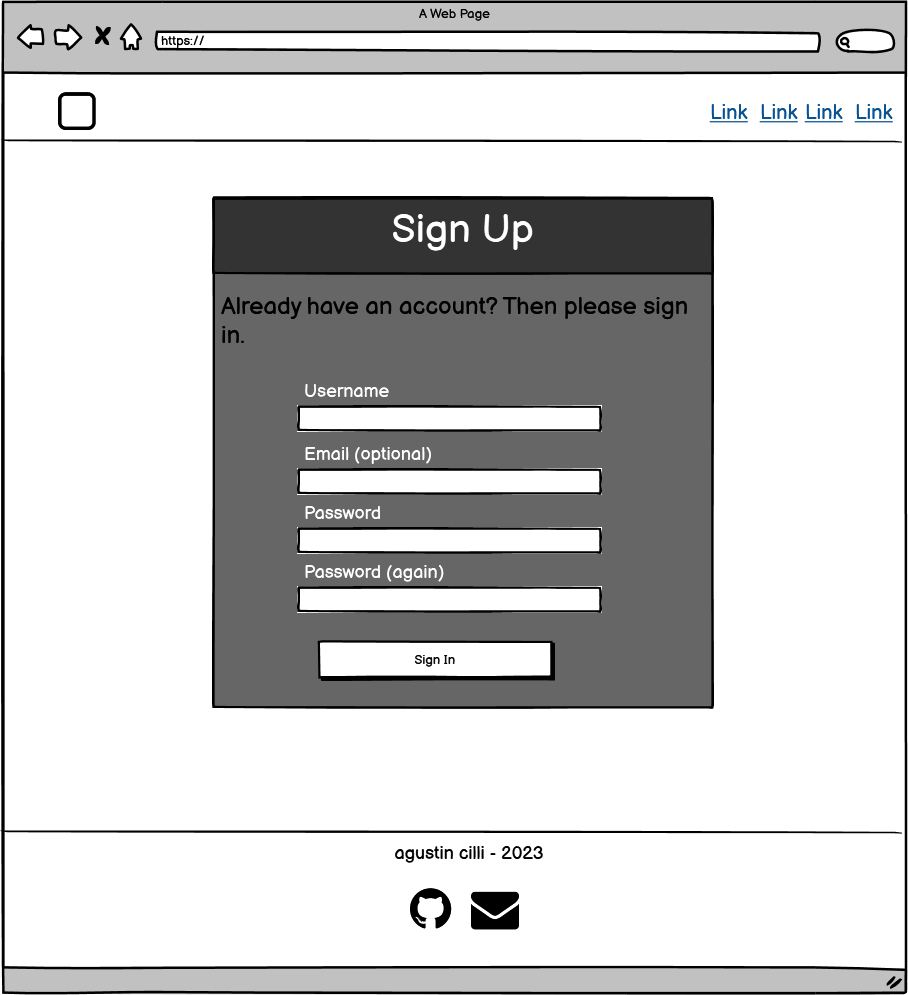 A Web Page
https://
Link Link Link Link
Sign Up
Already have an account? Then please sign
in.
Username
Email (optional)
Password
Password (again)
Sign In
agustin cilli - 2023